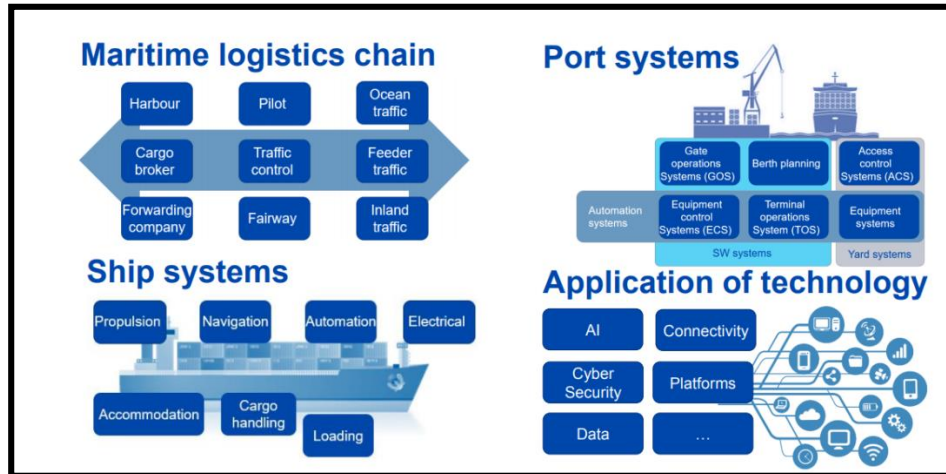 Maritime logistics chain
Harbour
Pilot
Ocean
traffic
Cargo
broker
Traffic
control
Feeder
traffic
Forwarding
company
Fairway
Inland
traffic
Port systems
Gate
operations
Systems (GOS)
Berth planning
Access
control
Systems (ACS)
Automation
systems
Equipment
control
Systems (ECS)
Terminal
operations
System (TOS)
Equipment
systems
SW systems
Yard systems
Ship systems
Propulsion
Navigation
Automation
Electrical
Accommodation
Cargo
handling
Loading
Application of technology
AI
Connectivity
Cyber
Security
Platforms
Data
...